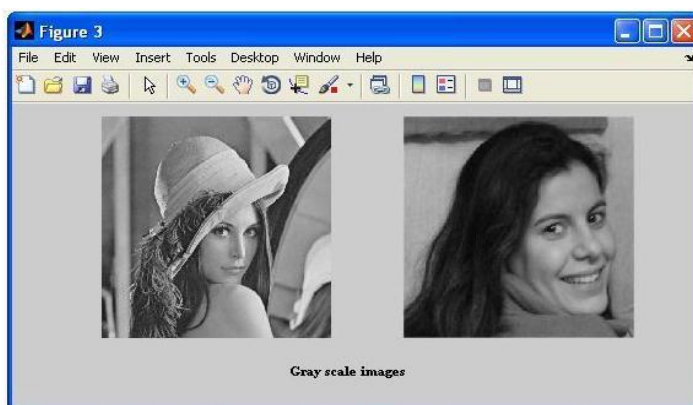 Figure 3
File Edit View Insert Tools Desktop Window Help
Gray scale images